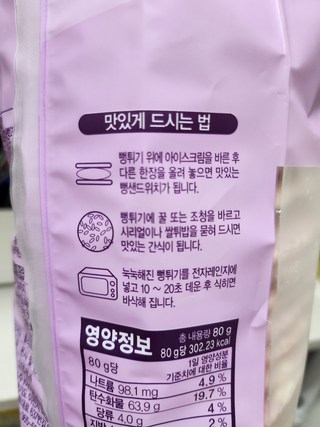 맛있게 드시는 법
뻥튀기 위에 아이스크림을 바른 후
다른 한장을 올려 놓으면 맛있는
뻥샌드위치가 됩니다.
뻥튀기에 꿀 또는 조청을 바르고
시리얼이나 쌀튀밥을 묻혀 드시면
맛있는 간식이 됩니다.
눅눅해진 뻥튀기를 전자레인지에
넣고 10 ~ 20초 데운 후 식히면
바삭해 집니다.
영양정보
총 내용량 80 g
80 g당 302.23 kcal
80 g당
1일 영양성분
기준치에 대한 비율
나트륨 98.1 mg 4.9 %
탄수화물 63.9 g 19.7 %
당류 4.0 g 4 %
2 %